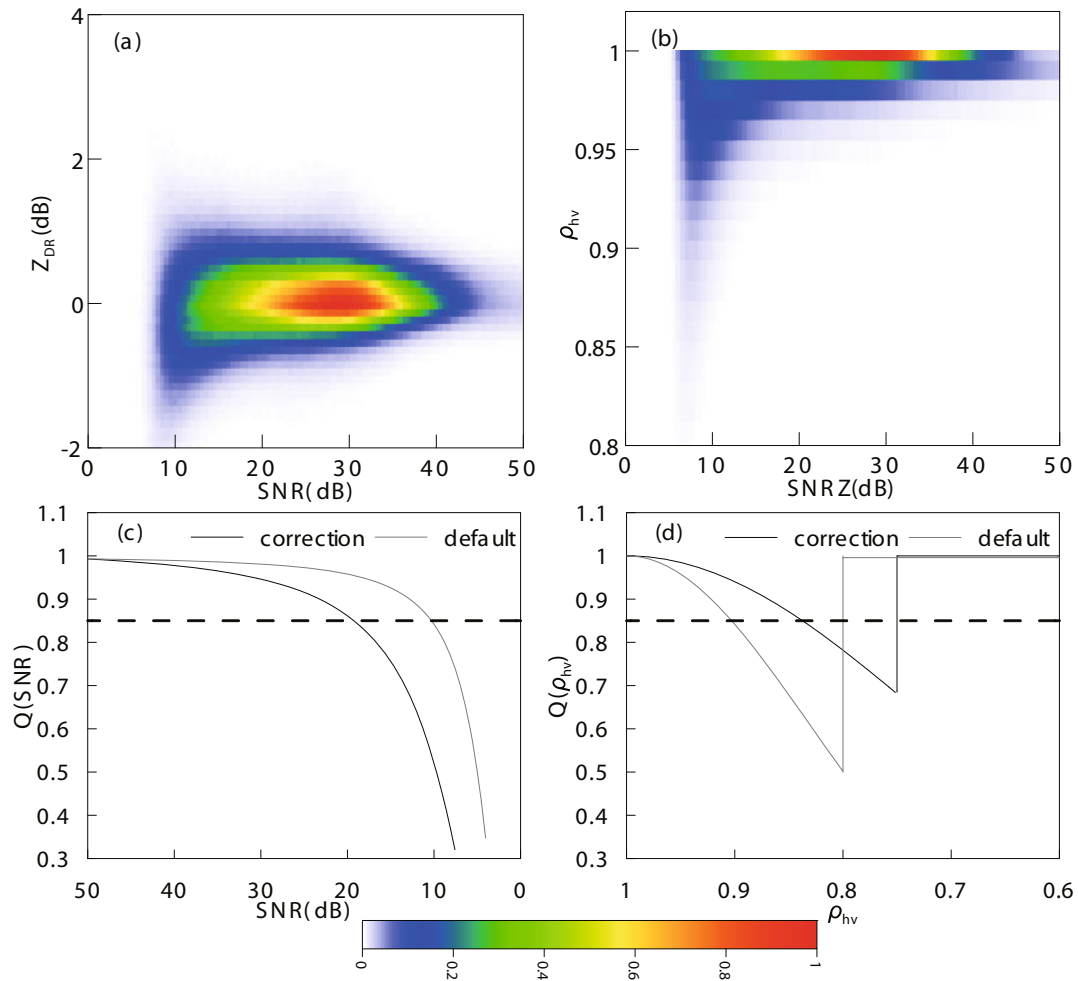 (a)
4
2
0
-2
Z_DR(dB)
0 10 20 30 40 50
SNR(dB)
(b)
1
0.95
0.9
0.85
0.8
ρ_hv
0 10 20 30 40 50
SNR Z(dB)
(c)
correction default
1.1
1
0.9
0.8
0.7
0.6
0.5
0.4
0.3
Q(SNR)
50 40 30 20 10 0
SNR(dB)
(d)
correction default
1.1
1
0.9
0.8
0.7
0.6
0.5
0.4
0.3
Q(ρ_hv)
1 0.9 0.8 0.7 0.6
ρ_hv
0 0.2 0.4 0.6 0.8 1